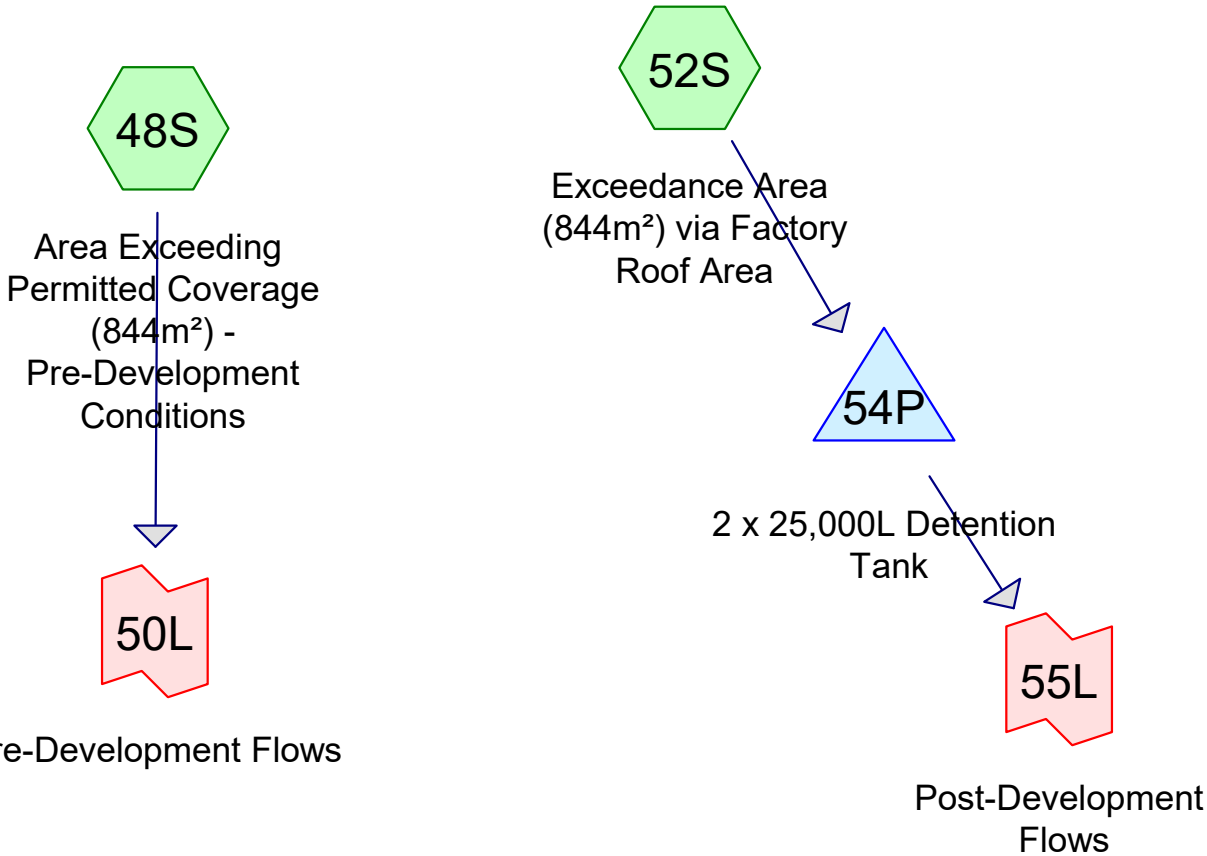 48S
Area Exceeding
Permitted Coverage
(844m²) -
Pre-Development
Conditions
50L
re-Development Flows
52S
Exceedance Area
(844m²) via Factory
Roof Area
54P
2 x 25,000L Detention
Tank
55L
Post-Development
Flows